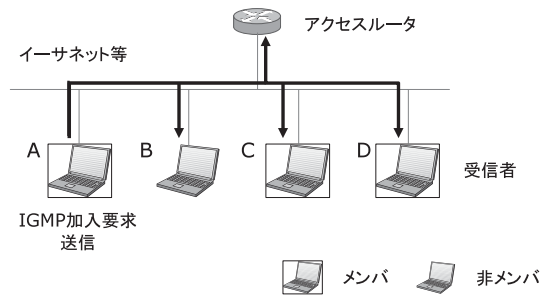 アクセスルータ
イーサネット等
A
B
C
D
受信者
IGMP加入要求
送信
メンバ
非メンバ